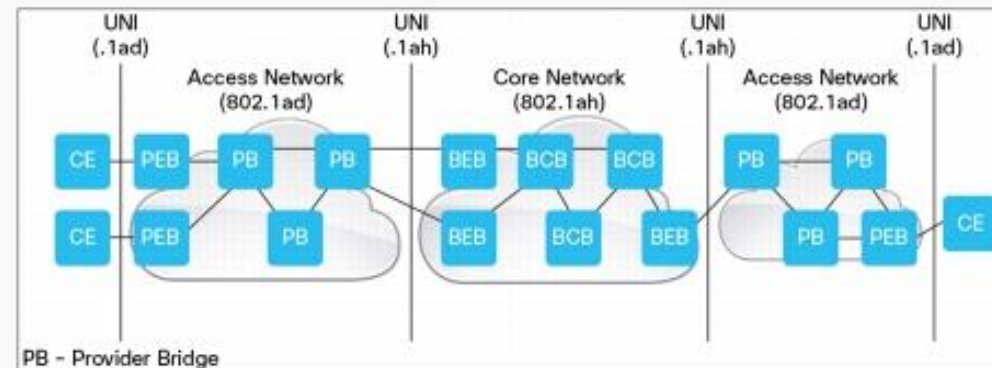 UNI
(.1ad)
UNI
(.1ah)
UNI
(.1ah)
UNI
(.1ad)
Access Network
(802.1ad)
Core Network
(802.1ah)
Access Network
(802.1ad)
CE PEB PB PB BEB BCB BCB PB PB
CE PEB PB BEB BCB BEB PB PEB CE
PB - Provider Bridge